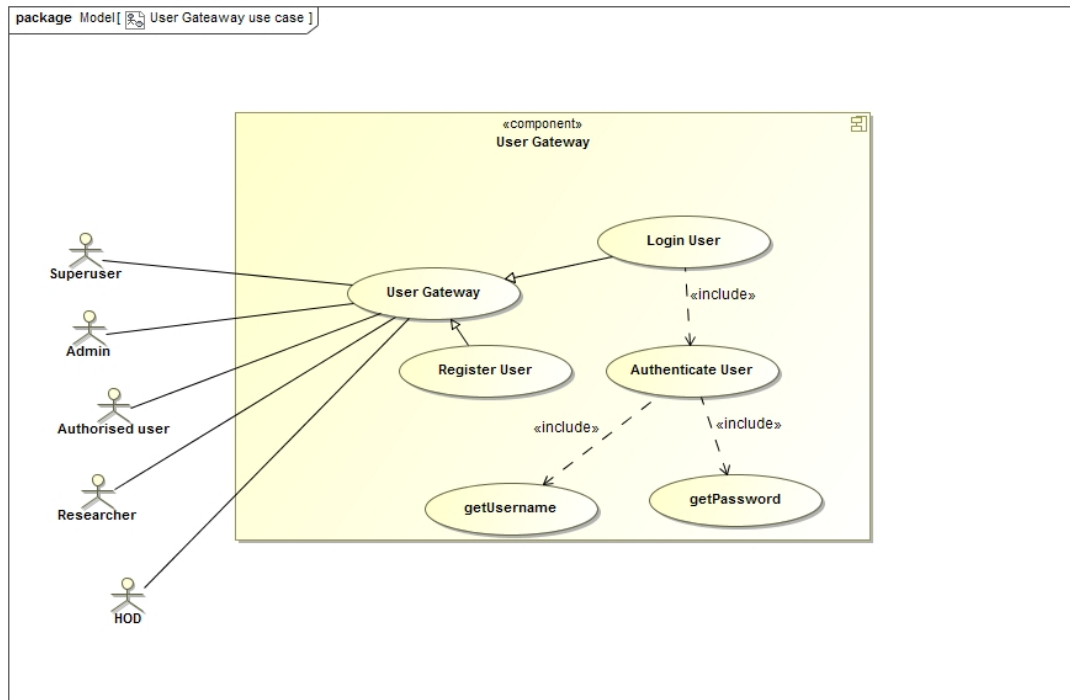 package Model[ User Gateaway use case ]
«component»
User Gateway
Login User
Superuser
User Gateway
«include»
Admin
Register User
Authenticate User
Authorised user
«include»
«include»
Researcher
getUsername
getPassword
HOD